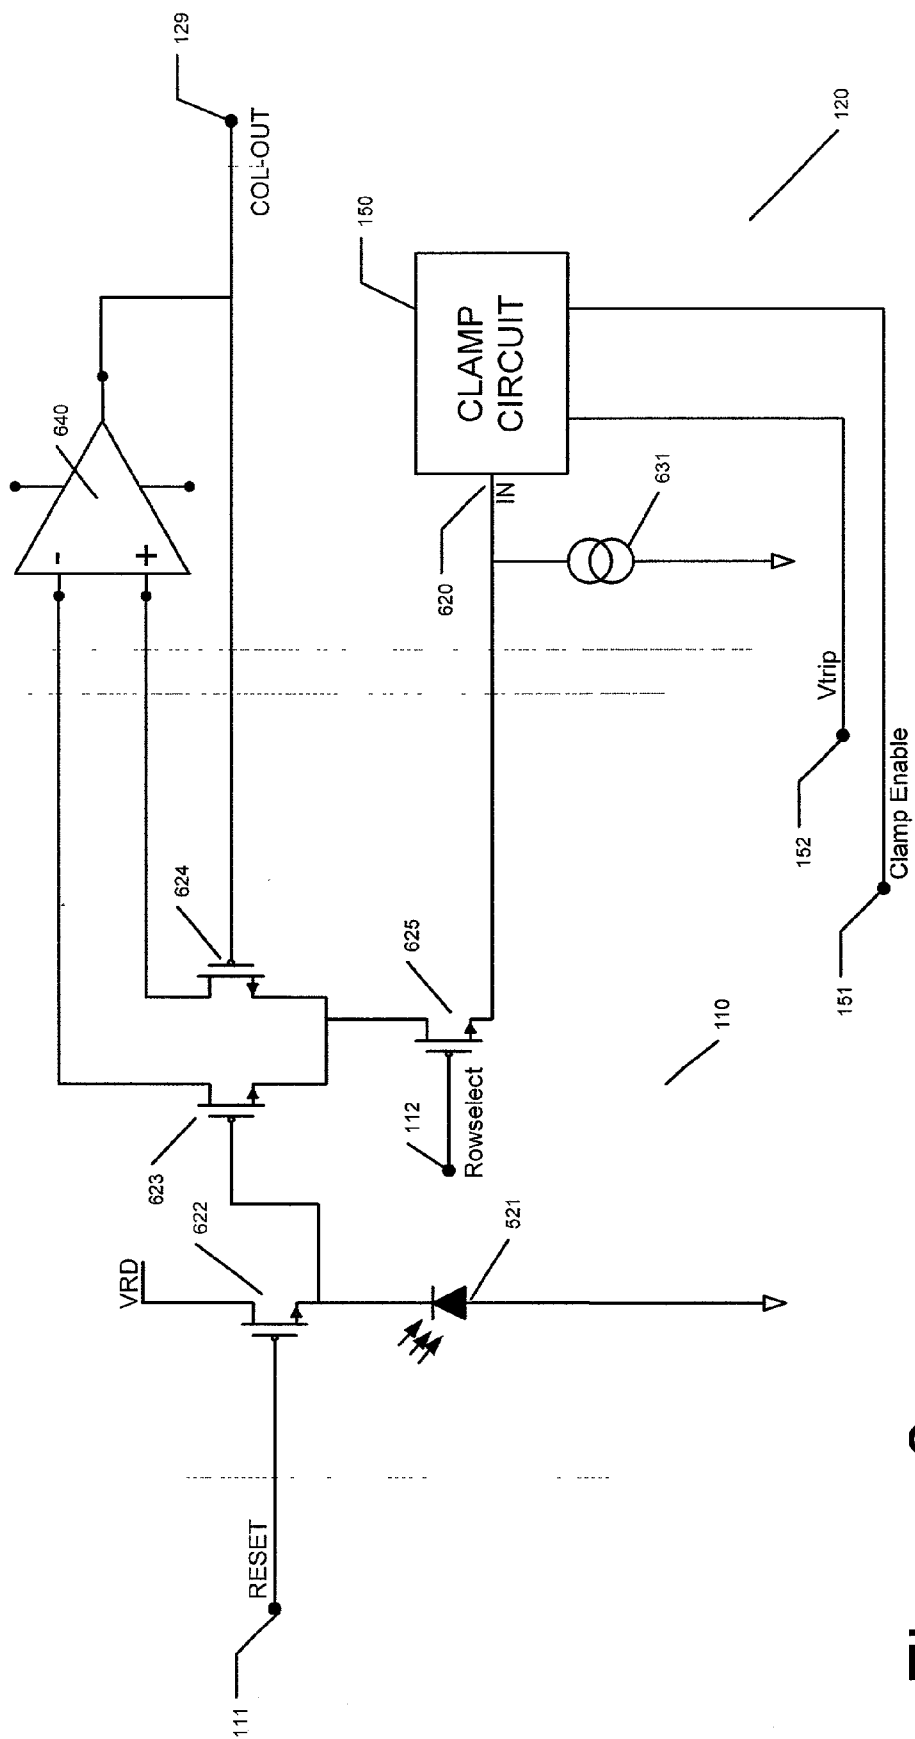 129
COL-OUT
640
-
+
150
120
CLAMP
CIRCUIT
IN
620
631
624
625
Vtrip
152
Clamp Enable
151
110
623
112
Rowselect
622
VRD
521
RESET
111